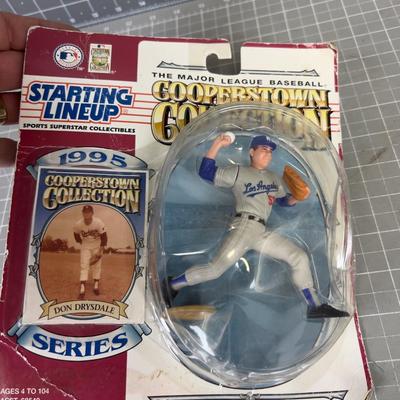 THE MAJOR LEAGUE BASEBALL
COOPERSTOWN
COLLECTION
STARTING
LINEUP
SPORTS SUPERSTAR COLLECTIBLES
1995
COOPERSTOWN
COLLECTION
DON DRYSDALE
SERIES
Los Angeles
AGES 4 TO 104